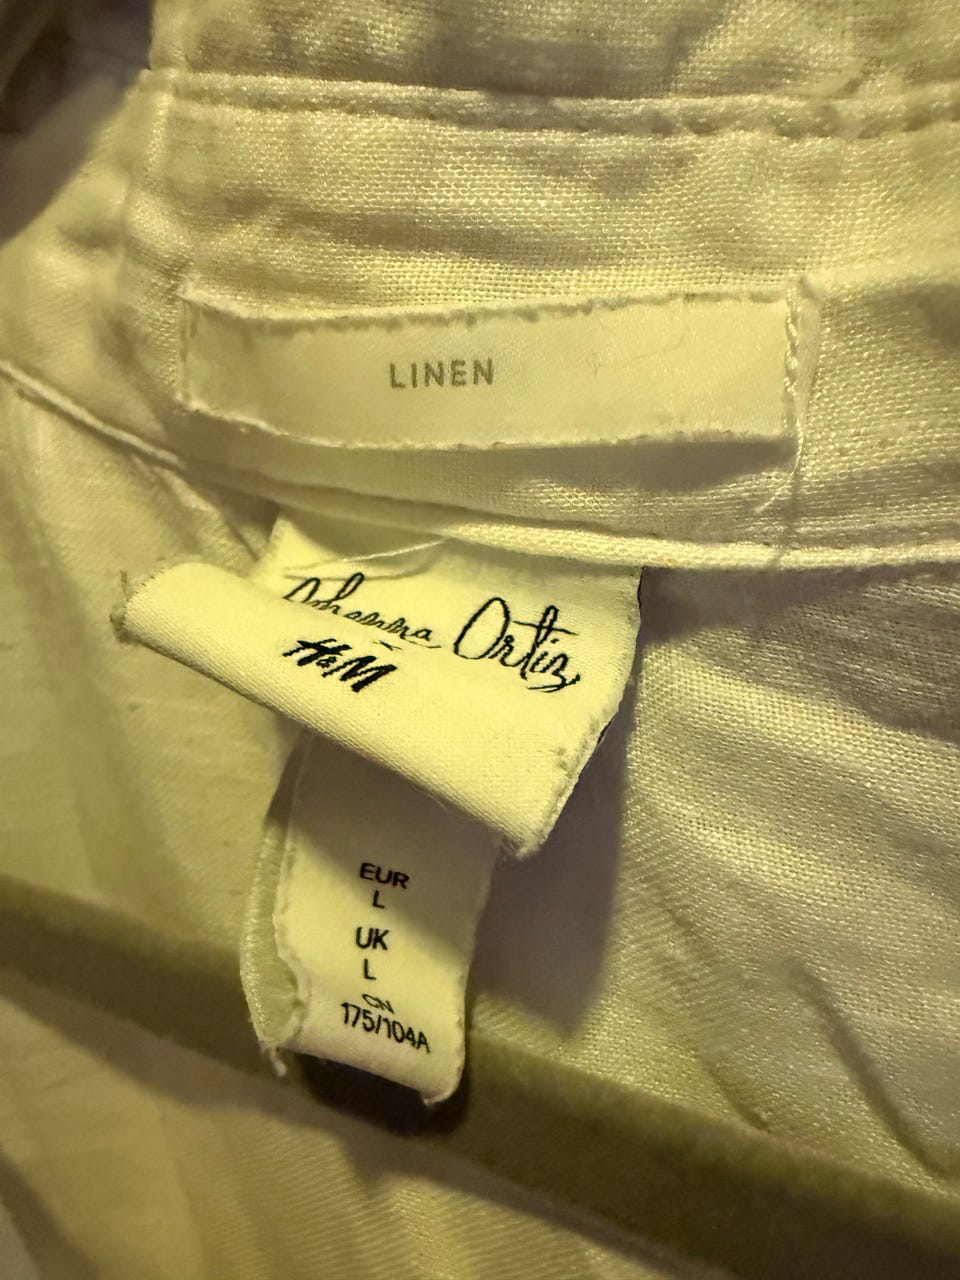 LINEN
Johanna Ortiz
H&M
EUR
L
UK
L
CN
175/104A